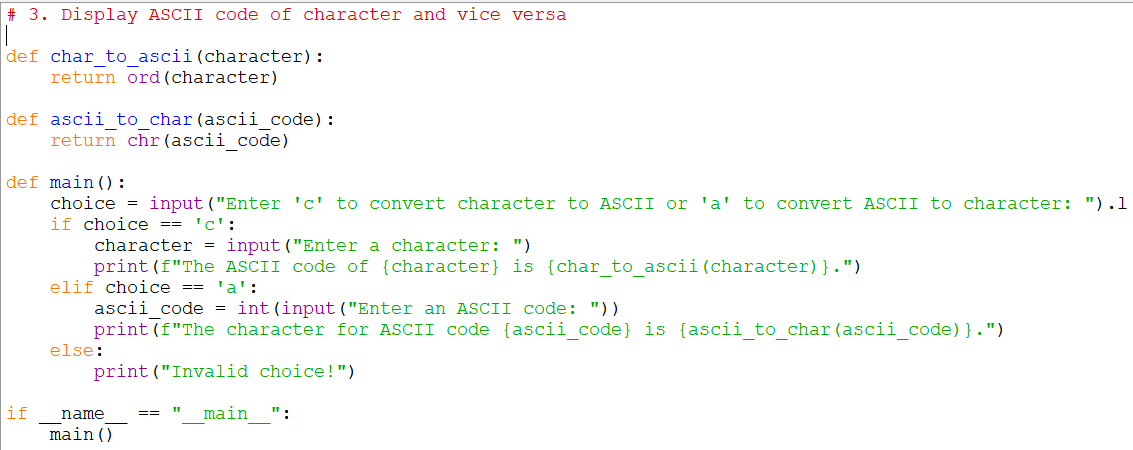 # 3. Display ASCII code of character and vice versa

def char_to_ascii(character):
    return ord(character)

def ascii_to_char(ascii_code):
    return chr(ascii_code)

def main():
    choice = input("Enter 'c' to convert character to ASCII or 'a' to convert ASCII to character: ").l
    if choice == 'c':
        character = input("Enter a character: ")
        print(f"The ASCII code of {character} is {char_to_ascii(character)}.")
    elif choice == 'a':
        ascii_code = int(input("Enter an ASCII code: "))
        print(f"The character for ASCII code {ascii_code} is {ascii_to_char(ascii_code)}.")
    else:
        print("Invalid choice!")

if __name__ == "__main__":
    main()